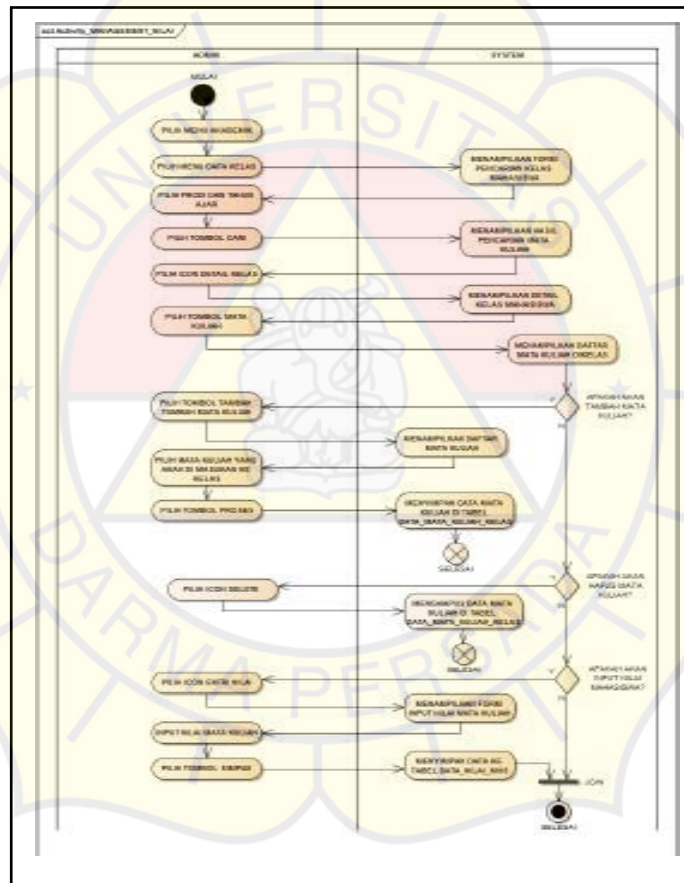 ADMIN
SYSTEM
MULAI
PILIH MENU AKADEMIK
PILIH MENU DATA KELAS
MENAMPILKAN FORM
PENCARIAN KELAS
MAHASISWA
PILIH PRODI DAN TAHUN
AJAR
PILIH TOMBOL CARI
MENAMPILKAN HASIL
PENCARIAN MATA
KULIAH
PILIH ICON DETAIL KELAS
MENAMPILKAN DETAIL
KELAS MAHASISWA
PILIH TOMBOL MATA
KULIAH
MENAMPILKAN DAFTAR
MATA KULIAH DIKELAS
PILIH TOMBOL TAMBAH
TAMBAH MATA KULIAH
Y
APAKAH AKAN
TAMBAH MATA
KULIAH?
MENAMPILKAN DAFTAR
MATA KULIAH
PILIH MATA KULIAH YANG
AKAN DI MASUKAN KE
KELAS
PILIH TOMBOL PROSES
MENYIMPAN DATA MATA
KULIAH DI TABEL
DATA_MATA_KULIAH_KELAS
SELESAI
PILIH ICON DELETE
Y
APAKAH AKAN
HAPUS MATA
KULIAH?
MENGHAPUS DATA MATA
KULIAH DI TABEL
DATA_MATA_KULIAH_KELAS
SELESAI
PILIH ICON ENTRI NILAI
Y
APAKAH AKAN
INPUT NILAI
MAHASISWA?
MENAMPILKAN FORM
INPUT NILAI MATA KULIAH
INPUT NILAI MATA KULIAH
PILIH TOMBOL SIMPAN
MENYIMPAN DATA KE
TABEL DATA_NILAI_MHS
JOIN
SELESAI
UNIVERSITAS
DARMA PERSADA